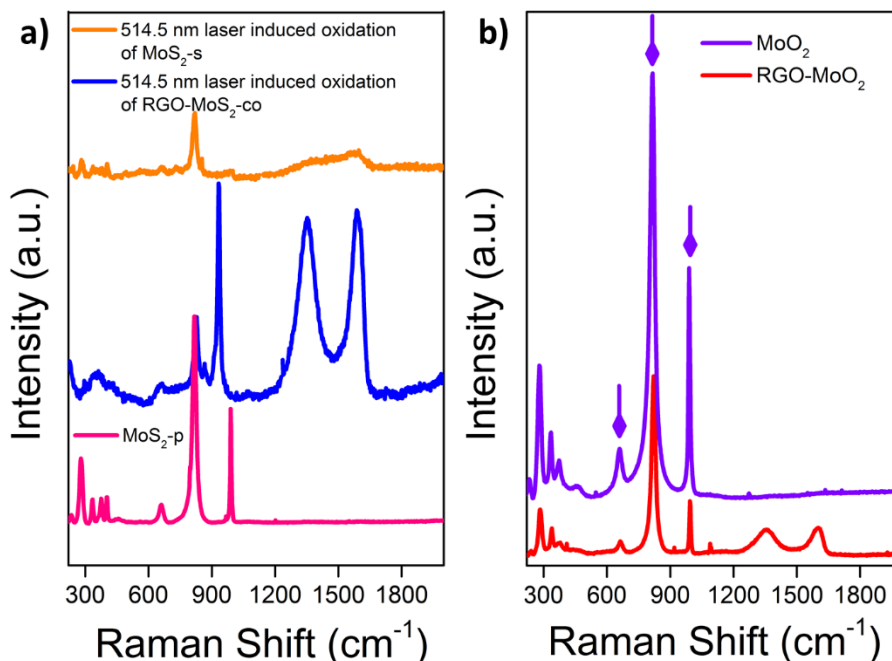 a)
514.5 nm laser induced oxidation
of MoS₂-s
514.5 nm laser induced oxidation
of RGO-MoS₂-co
MoS₂-p
Intensity (a.u.)
300 600 900 1200 1500 1800
Raman Shift (cm⁻¹)
b)
MoO₂
RGO-MoO₂
Intensity (a.u.)
300 600 900 1200 1500 1800
Raman Shift (cm⁻¹)